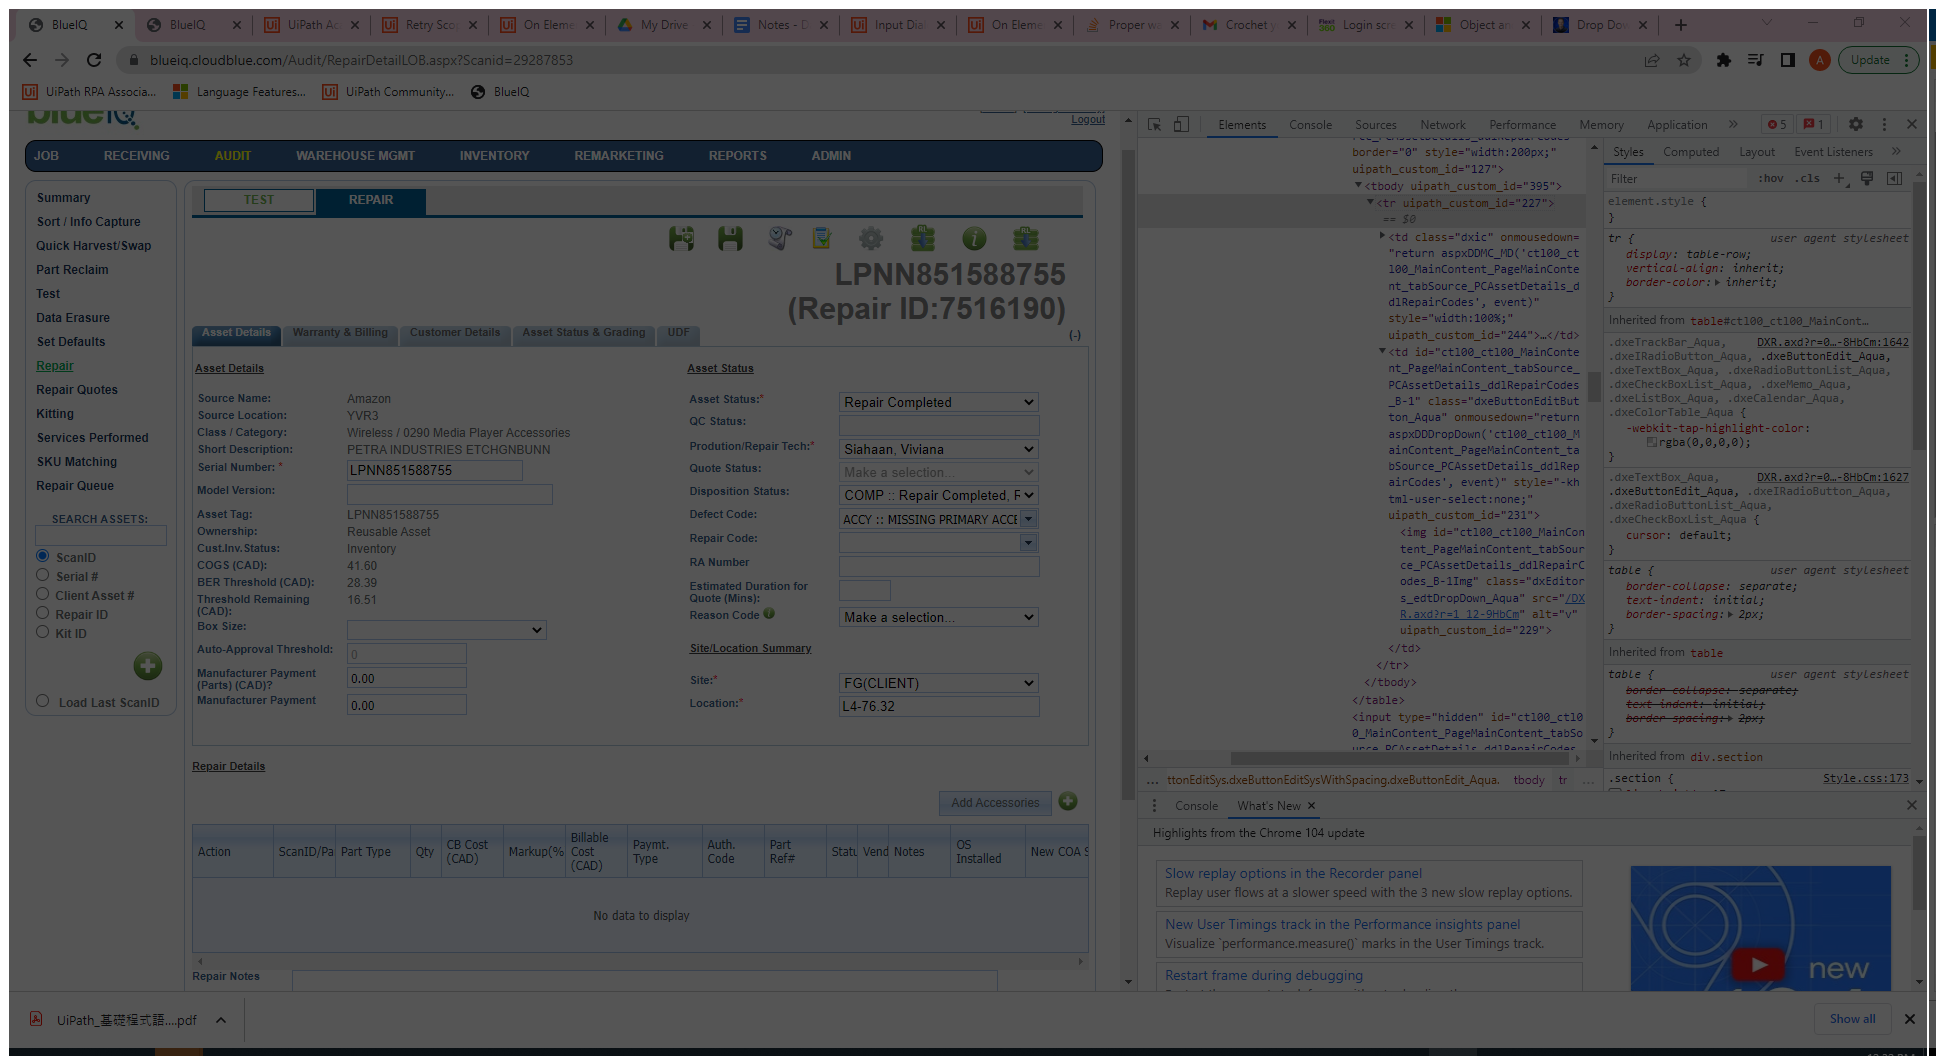 BlueIQ
BlueIQ
UiPath Ac
Retry Scop
On Eleme
My Drive
Notes - D
Input Dial
On Eleme
Proper wa
Crochet y
Login scre
Object an
Drop Dow
blueiq.cloudblue.com/Audit/RepairDetailLOB.aspx?Scanid=29287853
A
Update
UiPath RPA Associa...
Language Features...
UiPath Community...
BlueIQ
blueIQ
Logout
JOB RECEIVING AUDIT WAREHOUSE MGMT INVENTORY REMARKETING REPORTS ADMIN
Summary
Sort / Info Capture
Quick Harvest/Swap
Part Reclaim
Test
Data Erasure
Set Defaults
Repair
Repair Quotes
Kitting
Services Performed
SKU Matching
Repair Queue
SEARCH ASSETS:
ScanID
Serial #
Client Asset #
Repair ID
Kit ID
Load Last ScanID
TEST REPAIR
LPNN851588755
(Repair ID:7516190)
Asset Details Warranty & Billing Customer Details Asset Status & Grading UDF
(-)
Asset Details
Source Name: Amazon
Source Location: YVR3
Class / Category: Wireless / 0290 Media Player Accessories
Short Description: PETRA INDUSTRIES ETCHGNBUNN
Serial Number: * LPNN851588755
Model Version:
Asset Tag: LPNN851588755
Ownership: Reusable Asset
Cust.Inv.Status: Inventory
COGS (CAD): 41.60
BER Threshold (CAD): 28.39
Threshold Remaining (CAD): 16.51
Box Size:
Auto-Approval Threshold: 0
Manufacturer Payment (Parts) (CAD)? 0.00
Manufacturer Payment 0.00
Asset Status
Asset Status:* Repair Completed
QC Status:
Prodution/Repair Tech:* Siahaan, Viviana
Quote Status: Make a selection...
Disposition Status: COMP :: Repair Completed, F
Defect Code: ACCY :: MISSING PRIMARY ACCE
Repair Code:
RA Number
Estimated Duration for Quote (Mins):
Reason Code Make a selection...
Site/Location Summary
Site:* FG(CLIENT)
Location:* L4-76.32
Repair Details
Add Accessories
Action ScanID/Pa Part Type Qty CB Cost (CAD) Markup(% Billable Cost (CAD) Paymt. Type Auth. Code Part Ref# Statu Vend Notes OS Installed New COA S
No data to display
Repair Notes
Elements Console Sources Network Performance Memory Application » 5 1
border="0" style="width:200px;"
uipath_custom_id="127">
<tbody uipath_custom_id="395">
<tr uipath_custom_id="227">
== $0
<td class="dxic" onmousedown=
"return aspxDDMC_MD('ctl00_ct
l00_MainContent_PageMainConte
nt_tabSource_PCAssetDetails_d
dlRepairCodes', event)"
style="width:100%;"
uipath_custom_id="244">…</td>
<td id="ctl00_ctl00_MainConte
nt_PageMainContent_tabSource_
PCAssetDetails_ddlRepairCodes
_B-1" class="dxeButtonEditBut
ton_Aqua" onmousedown="return
aspxDDDropDown('ctl00_ctl00_M
ainContent_PageMainContent_ta
bSource_PCAssetDetails_ddlRep
airCodes', event)" style="-kh
tml-user-select:none;"
uipath_custom_id="231">
<img id="ctl00_ctl00_MainCo
ntent_PageMainContent_tabSou
rce_PCAssetDetails_ddlRepairC
odes_B-1Img" class="dxEditor
s_edtDropDown_Aqua" src="/DX
R.axd?r=1_12-9HbCm" alt="v"
uipath_custom_id="229">
</td>
</tr>
</tbody>
</table>
<input type="hidden" id="ctl00_ctl0
0_MainContent_PageMainContent_tabSo
urce_PCAssetDetails_ddlRepairCodes
... ttonEditSys.dxeButtonEditSysWithSpacing.dxeButtonEdit_Aqua. tbody tr ...
Styles Computed Layout Event Listeners »
Filter :hov .cls +
element.style {
}
tr { user agent stylesheet
display: table-row;
vertical-align: inherit;
border-color: inherit;
}
Inherited from table#ctl00_ctl00_MainCont…
.dxeTrackBar_Aqua, DXR.axd?r=0…-8HbCm:1642
.dxeIRadioButton_Aqua, .dxeButtonEdit_Aqua,
.dxeTextBox_Aqua, .dxeRadioButtonList_Aqua,
.dxeCheckBoxList_Aqua, .dxeMemo_Aqua,
.dxeListBox_Aqua, .dxeCalendar_Aqua,
.dxeColorTable_Aqua {
-webkit-tap-highlight-color:
rgba(0,0,0,0);
}
.dxeTextBox_Aqua, DXR.axd?r=0…-8HbCm:1627
.dxeButtonEdit_Aqua, .dxeIRadioButton_Aqua,
.dxeRadioButtonList_Aqua,
.dxeCheckBoxList_Aqua {
cursor: default;
}
table { user agent stylesheet
border-collapse: separate;
text-indent: initial;
border-spacing: 2px;
}
Inherited from table
table { user agent stylesheet
border-collapse: separate;
text-indent: initial;
border-spacing: 2px;
}
Inherited from div.section
.section { Style.css:173
Console What's New
Highlights from the Chrome 104 update
Slow replay options in the Recorder panel
Replay user flows at a slower speed with the 3 new slow replay options.
New User Timings track in the Performance insights panel
Visualize `performance.measure()` marks in the User Timings track.
Restart frame during debugging
new
UiPath_基礎程式語....pdf
Show all